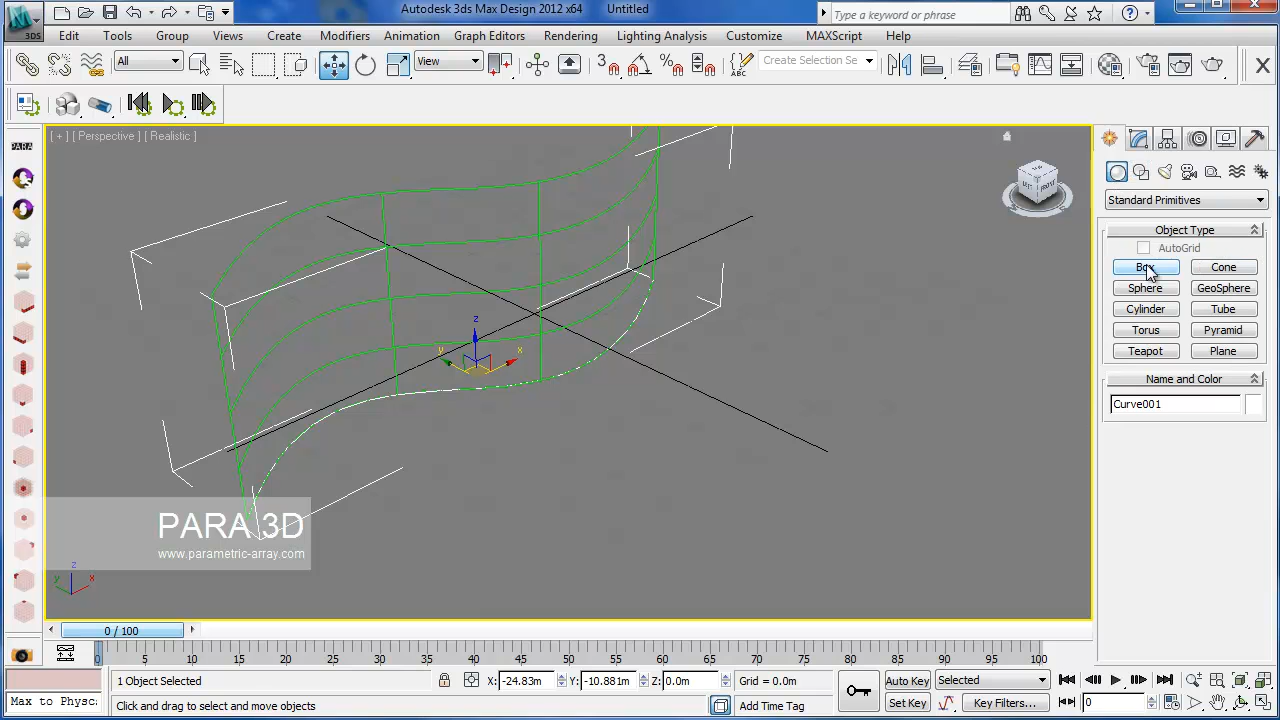 Autodesk 3ds Max Design 2012 x64 Untitled
Type a keyword or phrase
3DS
Edit Tools Group Views Create Modifiers Animation Graph Editors Rendering Lighting Analysis Customize MAXScript Help
All
View
3
Create Selection Se
[ + ] [ Perspective ] [ Realistic ]
PARA
TOP
LEFT
FRONT
Standard Primitives
Object Type
AutoGrid
Cone
Sphere GeoSphere
Cylinder Tube
Torus Pyramid
Teapot Plane
Name and Color
Curve001
z
y
x
PARA 3D
www.parametric-array.com
z
y
x
0 / 100
0 5 10 15 20 25 30 35 40 45 50 55 60 65 70 75 80 85 90 95 100
1 Object Selected X: -24.83m Y: -10.881m Z: 0.0m Grid = 0.0m Auto Key Selected
Max to Physc: Click and drag to select and move objects Add Time Tag Set Key Key Filters... 0